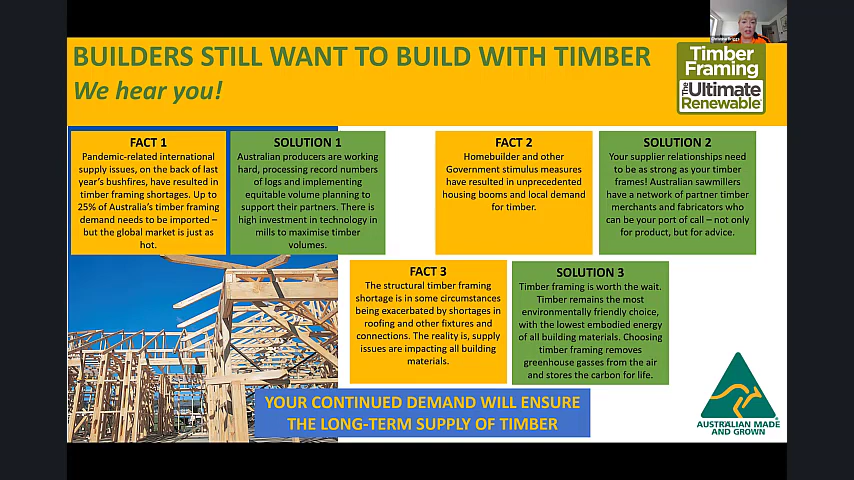 BUILDERS STILL WANT TO BUILD WITH TIMBER
We hear you!
Timber
Framing
The Ultimate
Renewable®
FACT 1
Pandemic-related international
supply issues, on the back of last
year's bushfires, have resulted in
timber framing shortages. Up to
25% of Australia's timber framing
demand needs to be imported –
but the global market is just as
hot.
SOLUTION 1
Australian producers are working
hard, processing record numbers
of logs and implementing
equitable volume planning to
support their partners. There is
high investment in technology in
mills to maximise timber
volumes.
FACT 2
Homebuilder and other
Government stimulus measures
have resulted in unprecedented
housing booms and local demand
for timber.
SOLUTION 2
Your supplier relationships need
to be as strong as your timber
frames! Australian sawmillers
have a network of partner timber
merchants and fabricators who
can be your port of call – not only
for product, but for advice.
FACT 3
The structural timber framing
shortage is in some circumstances
being exacerbated by shortages in
roofing and other fixtures and
connections. The reality is, supply
issues are impacting all building
materials.
SOLUTION 3
Timber framing is worth the wait.
Timber remains the most
environmentally friendly choice,
with the lowest embodied energy
of all building materials. Choosing
timber framing removes
greenhouse gasses from the air
and stores the carbon for life.
YOUR CONTINUED DEMAND WILL ENSURE
THE LONG-TERM SUPPLY OF TIMBER
AUSTRALIAN MADE
AND GROWN